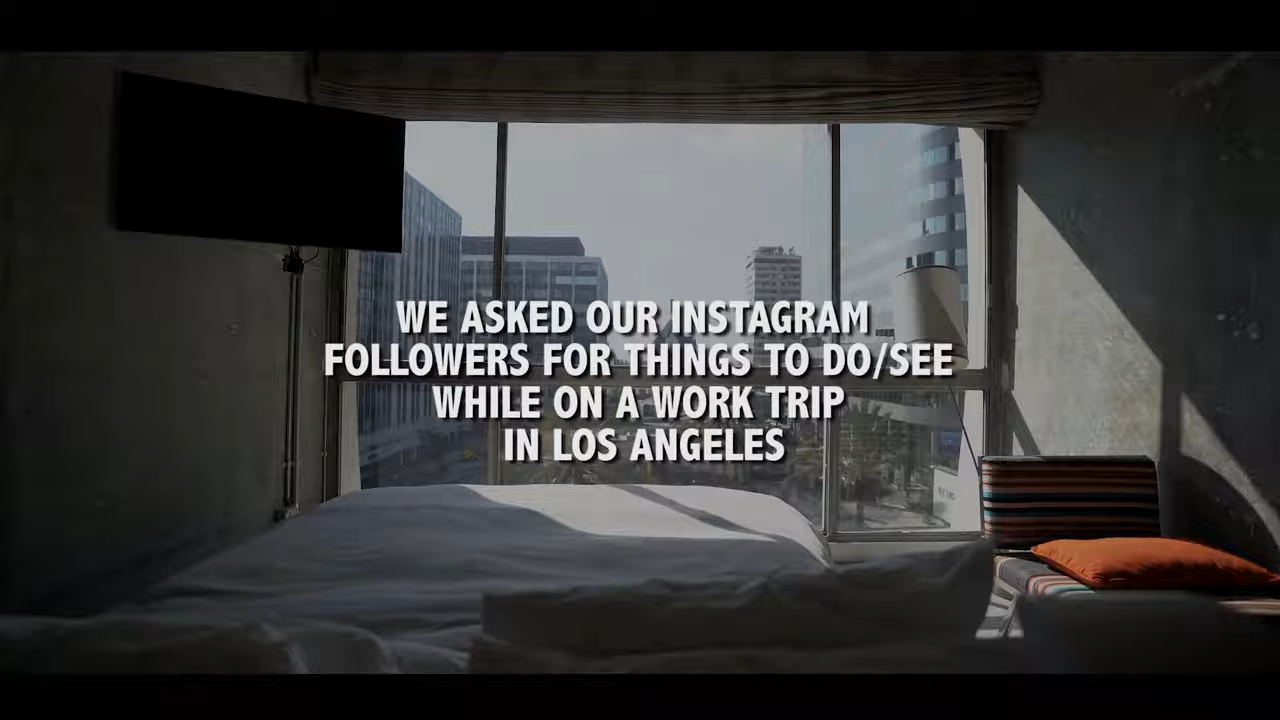 WE ASKED OUR INSTAGRAM
FOLLOWERS FOR THINGS TO DO/SEE
WHILE ON A WORK TRIP
IN LOS ANGELES